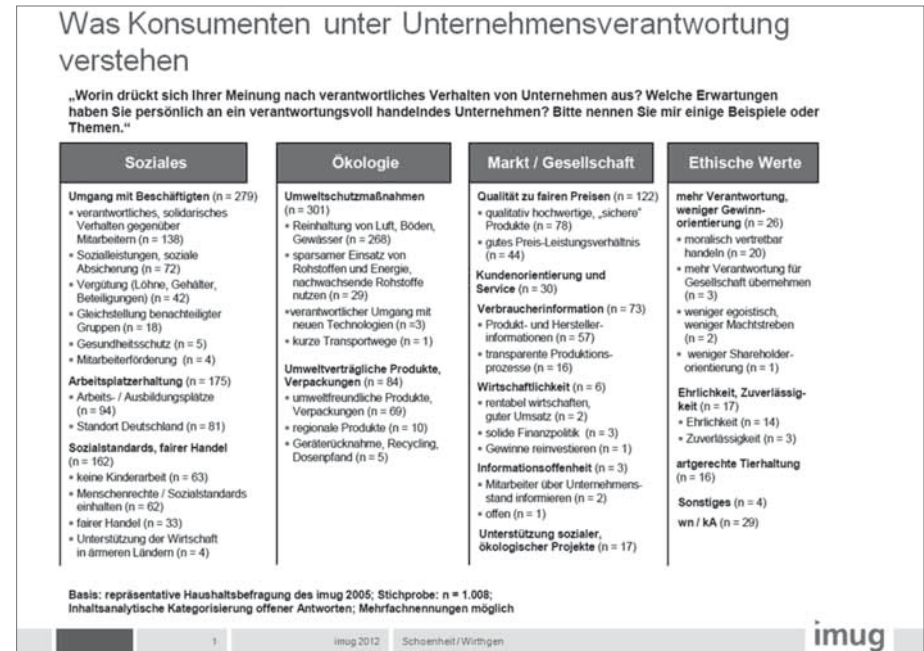 Was Konsumenten unter Unternehmensverantwortung
verstehen
„Worin drückt sich Ihrer Meinung nach verantwortliches Verhalten von Unternehmen aus? Welche Erwartungen
haben Sie persönlich an ein verantwortungsvoll handelndes Unternehmen? Bitte nennen Sie mir einige Beispiele oder
Themen.“
Soziales
Umgang mit Beschäftigten (n = 279)
▪ verantwortliches, solidarisches
Verhalten gegenüber
Mitarbeitern (n = 138)
▪ Sozialleistungen, soziale
Absicherung (n = 72)
▪ Vergütung (Löhne, Gehälter,
Beteiligungen) (n = 42)
▪ Gleichstellung benachteiligter
Gruppen (n = 18)
▪ Gesundheitsschutz (n = 5)
▪ Mitarbeiterförderung (n = 4)
Arbeitsplatzerhaltung (n = 175)
▪ Arbeits- / Ausbildungsplätze
(n = 94)
▪ Standort Deutschland (n = 81)
Sozialstandards, fairer Handel
(n = 162)
▪ keine Kinderarbeit (n = 63)
▪ Menschenrechte / Sozialstandards
einhalten (n = 62)
▪ fairer Handel (n = 33)
▪ Unterstützung der Wirtschaft
in ärmeren Ländern (n = 4)
Ökologie
Umweltschutzmaßnahmen
(n = 301)
▪ Reinhaltung von Luft, Böden,
Gewässer (n = 268)
▪ sparsamer Einsatz von
Rohstoffen und Energie,
nachwachsende Rohstoffe
nutzen (n = 29)
▪verantwortlicher Umgang mit
neuen Technologien (n =3)
▪ kurze Transportwege (n = 1)
Umweltverträgliche Produkte,
Verpackungen (n = 84)
▪ umweltfreundliche Produkte,
Verpackungen (n = 69)
▪ regionale Produkte (n = 10)
▪ Geräterücknahme, Recycling,
Dosenpfand (n = 5)
Markt / Gesellschaft
Qualität zu fairen Preisen (n = 122)
▪ qualitativ hochwertige, „sichere“
Produkte (n = 78)
▪ gutes Preis-Leistungsverhältnis
(n = 44)
Kundenorientierung und
Service (n = 30)
Verbraucherinformation (n = 73)
▪ Produkt- und Hersteller-
informationen (n = 57)
▪ transparente Produktions-
prozesse (n = 16)
Wirtschaftlichkeit (n = 6)
▪ rentabel wirtschaften,
guter Umsatz (n = 2)
▪ solide Finanzpolitik (n = 3)
▪ Gewinne reinvestieren (n = 1)
Informationsoffenheit (n = 3)
▪ Mitarbeiter über Unternehmens-
stand informieren (n = 2)
▪ offen (n = 1)
Unterstützung sozialer,
ökologischer Projekte (n = 17)
Ethische Werte
mehr Verantwortung,
weniger Gewinn-
orientierung (n = 26)
▪ moralisch vertretbar
handeln (n = 20)
▪ mehr Verantwortung für
Gesellschaft übernehmen
(n = 3)
▪ weniger egoistisch,
weniger Machtstreben
(n = 2)
▪ weniger Shareholder-
orientierung (n = 1)
Ehrlichkeit, Zuverlässig-
keit (n = 17)
▪ Ehrlichkeit (n = 14)
▪ Zuverlässigkeit (n = 3)
artgerechte Tierhaltung
(n = 16)
Sonstiges (n = 4)
wn / kA (n = 29)
Basis: repräsentative Haushaltsbefragung des imug 2005; Stichprobe: n = 1.008;
Inhaltsanalytische Kategorisierung offener Antworten; Mehrfachnennungen möglich
1 imug 2012 Schoenheit / Wirthgen
imug